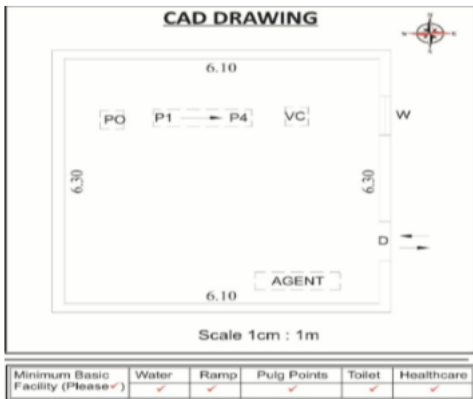 CAD DRAWING
6.10
PO P1 P4 VC
W
6.30 6.30
D
AGENT
6.10
Scale 1cm : 1m
Minimum Basic Water Ramp Pulg Points Toilet Healthcare
Facility (Please✓) ✓ ✓ ✓ ✓ ✓